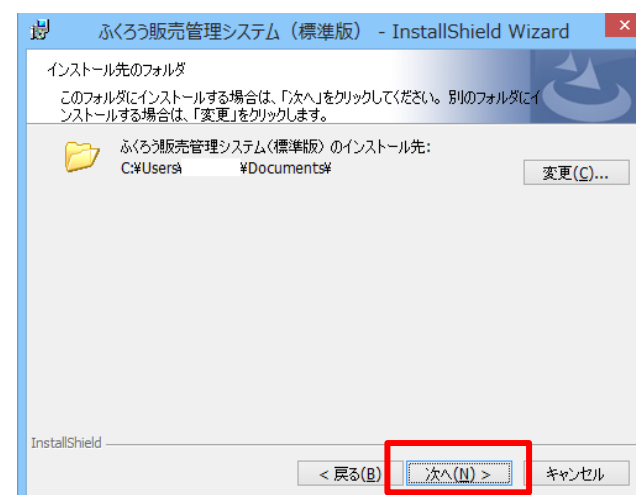 ふくろう販売管理システム（標準版） - InstallShield Wizard
インストール先のフォルダ
このフォルダにインストールする場合は、「次へ」をクリックしてください。別のフォルダにイ
ンストールする場合は、「変更」をクリックします。
ふくろう販売管理システム(標準版) のインストール先:
C:¥Users¥ ¥Documents¥
変更(C)...
InstallShield
< 戻る(B)
次へ(N) >
キャンセル